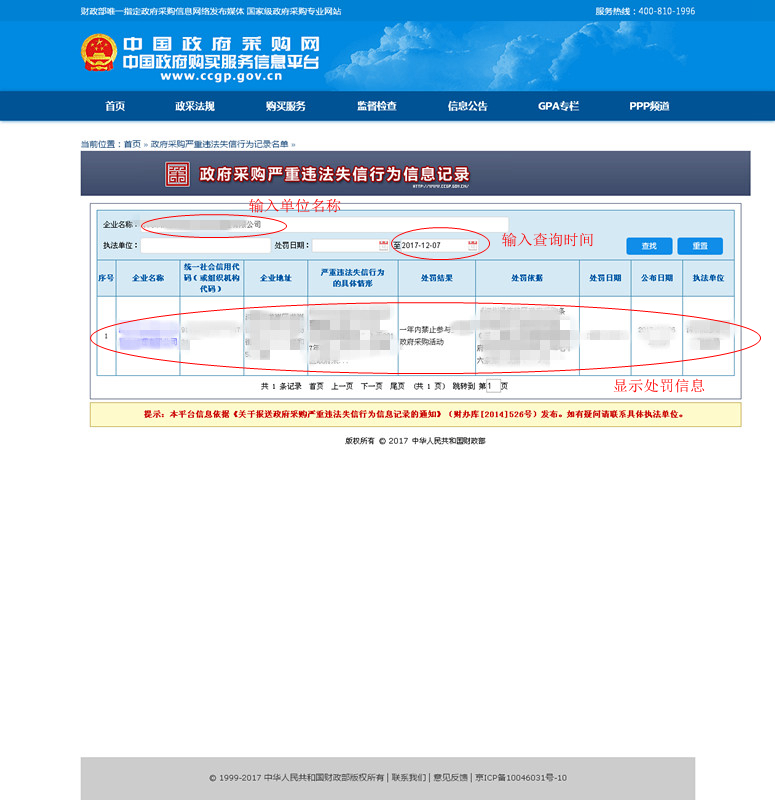 财政部唯一指定政府采购信息网络发布媒体 国家级政府采购专业网站
服务热线：400-810-1996
中国政府采购网
中国政府购买服务信息平台
www.ccgp.gov.cn
首页 政采法规 购买服务 监督检查 信息公告 GPA专栏 PPP频道
当前位置：首页 » 政府采购严重违法失信行为记录名单 »
政府采购严重违法失信行为信息记录
HTTP://WWW.CCGP.GOV.CN/
输入单位名称
企业名称： 公司
执法单位： 处罚日期： 至 2017-12-07 查找 重置
输入查询时间
序号 企业名称 统一社会信用代码（或组织机构代码） 企业地址 严重违法失信行为的具体情形 处罚结果 处罚依据 处罚日期 公布日期 执法单位
1 一年内禁止参与
政府采购活动
共 1 条记录 首页 上一页 下一页 尾页 (共 1 页) 跳转到 第1页
显示处罚信息
提示：本平台信息依据《关于报送政府采购严重违法失信行为信息记录的通知》（财办库[2014]526号）发布。如有疑问请联系具体执法单位。
版权所有 © 2017 中华人民共和国财政部
© 1999-2017 中华人民共和国财政部版权所有 | 联系我们 | 意见反馈 | 京ICP备10046031号-10